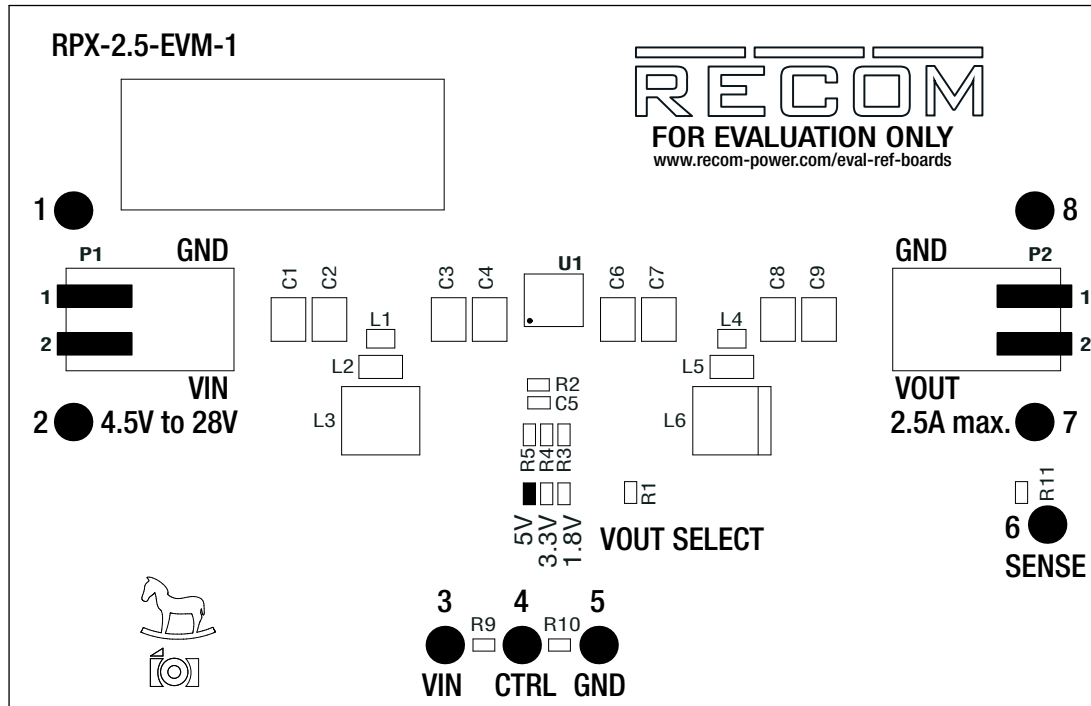 RPX-2.5-EVM-1
RECOM
FOR EVALUATION ONLY
www.recom-power.com/eval-ref-boards
1
8
P1
GND
GND
P2
C1
C2
C3
C4
U1
C6
C7
C8
C9
1
1
2
2
L1
L4
L2
L5
VIN
VOUT
R2
C5
2
4.5V to 28V
L3
L6
2.5A max.
7
R5
R4
R3
R1
R11
5V
3.3V
1.8V
VOUT SELECT
6
SENSE
3
4
5
R9
R10
VIN
CTRL
GND